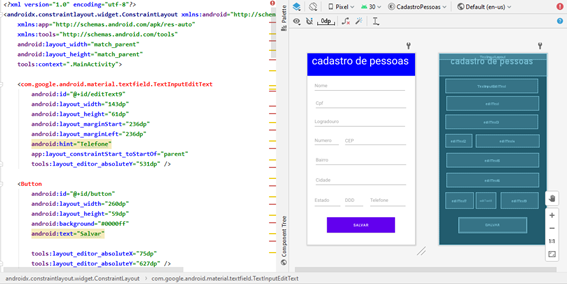 <?xml version="1.0" encoding="utf-8"?>
<androidx.constraintlayout.widget.ConstraintLayout xmlns:android="http://schemas
xmlns:app="http://schemas.android.com/apk/res-auto"
xmlns:tools="http://schemas.android.com/tools"
android:layout_width="match_parent"
android:layout_height="match_parent"
tools:context=".MainActivity">
<com.google.android.material.textfield.TextInputEditText
android:id="@+id/editText9"
android:layout_width="143dp"
android:layout_height="61dp"
android:layout_marginStart="236dp"
android:layout_marginLeft="236dp"
android:hint="Telefone"
app:layout_constraintStart_toStartOf="parent"
tools:layout_editor_absoluteY="531dp" />
<Button
android:id="@+id/button"
android:layout_width="260dp"
android:layout_height="59dp"
android:background="#0000ff"
android:text="Salvar"
tools:layout_editor_absoluteX="75dp"
tools:layout_editor_absoluteY="627dp" />
androidx.constraintlayout.widget.ConstraintLayout
com.google.android.material.textfield.TextInputEditText
Palette
Component Tree
Pixel
30
CadastroPessoas
Default (en-us)
0dp
cadastro de pessoas
Nome
Cpf
Logradouro
Numero
CEP
Bairro
Cidade
Estado
DDD
Telefone
SALVAR
cadastro de pessoas
SALVAR
1:1